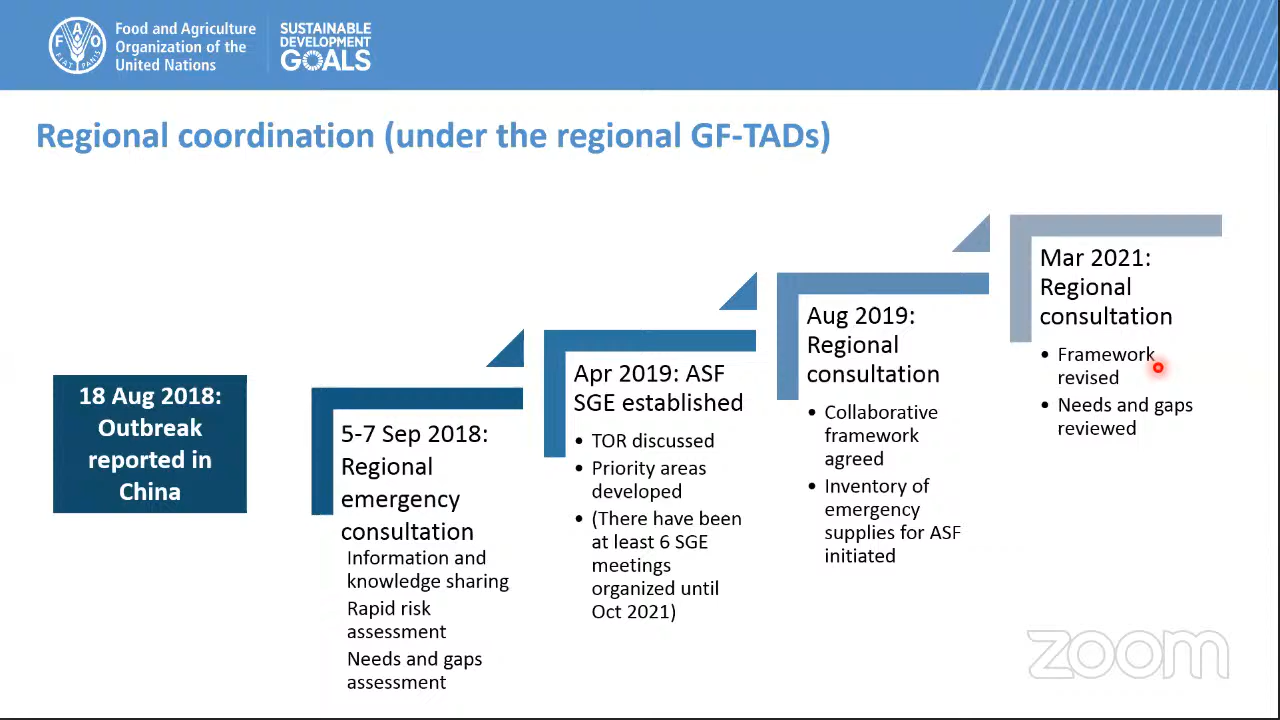 Food and Agriculture
Organization of the
United Nations
SUSTAINABLE
DEVELOPMENT
GOALS
Regional coordination (under the regional GF-TADs)
18 Aug 2018:
Outbreak
reported in
China
5-7 Sep 2018:
Regional
emergency
consultation
Information and
knowledge sharing
Rapid risk
assessment
Needs and gaps
assessment
Apr 2019: ASF
SGE established
• TOR discussed
• Priority areas
developed
• (There have been
at least 6 SGE
meetings
organized until
Oct 2021)
Aug 2019:
Regional
consultation
• Collaborative
framework
agreed
• Inventory of
emergency
supplies for ASF
initiated
Mar 2021:
Regional
consultation
• Framework
revised
• Needs and gaps
reviewed
zoom
F A O
FIAT PANIS